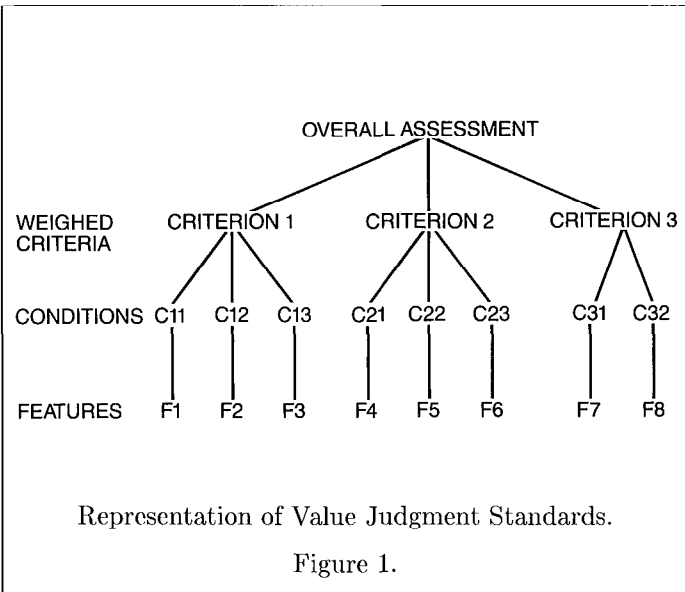 OVERALL ASSESSMENT
WEIGHED CRITERIA
CRITERION 1 CRITERION 2 CRITERION 3
CONDITIONS C11 C12 C13 C21 C22 C23 C31 C32
FEATURES F1 F2 F3 F4 F5 F6 F7 F8
Representation of Value Judgment Standards.
Figure 1.